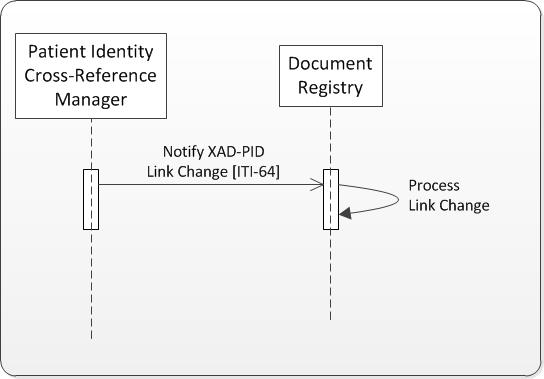 Patient Identity
Cross-Reference
Manager
Document
Registry
Notify XAD-PID
Link Change [ITI-64]
Process
Link Change